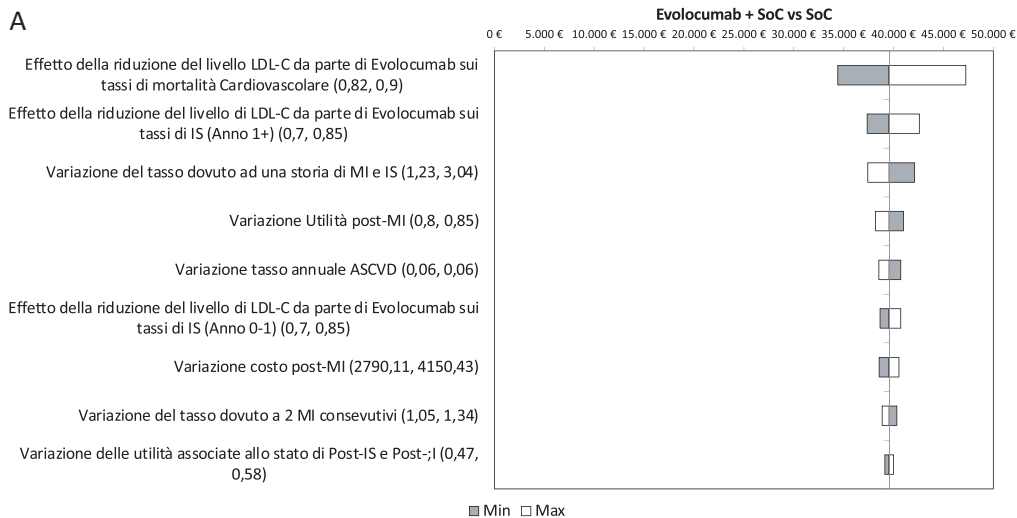 A
Evolocumab + SoC vs SoC
0 € 5.000 € 10.000 € 15.000 € 20.000 € 25.000 € 30.000 € 35.000 € 40.000 € 45.000 € 50.000 €
Effetto della riduzione del livello LDL-C da parte di Evolocumab sui
tassi di mortalità Cardiovascolare (0,82, 0,9)
Effetto della riduzione del livello di LDL-C da parte di Evolocumab sui
tassi di IS (Anno 1+) (0,7, 0,85)
Variazione del tasso dovuto ad una storia di MI e IS (1,23, 3,04)
Variazione Utilità post-MI (0,8, 0,85)
Variazione tasso annuale ASCVD (0,06, 0,06)
Effetto della riduzione del livello di LDL-C da parte di Evolocumab sui
tassi di IS (Anno 0-1) (0,7, 0,85)
Variazione costo post-MI (2790,11, 4150,43)
Variazione del tasso dovuto a 2 MI consevutivi (1,05, 1,34)
Variazione delle utilità associate allo stato di Post-IS e Post-;I (0,47,
0,58)
Min Max